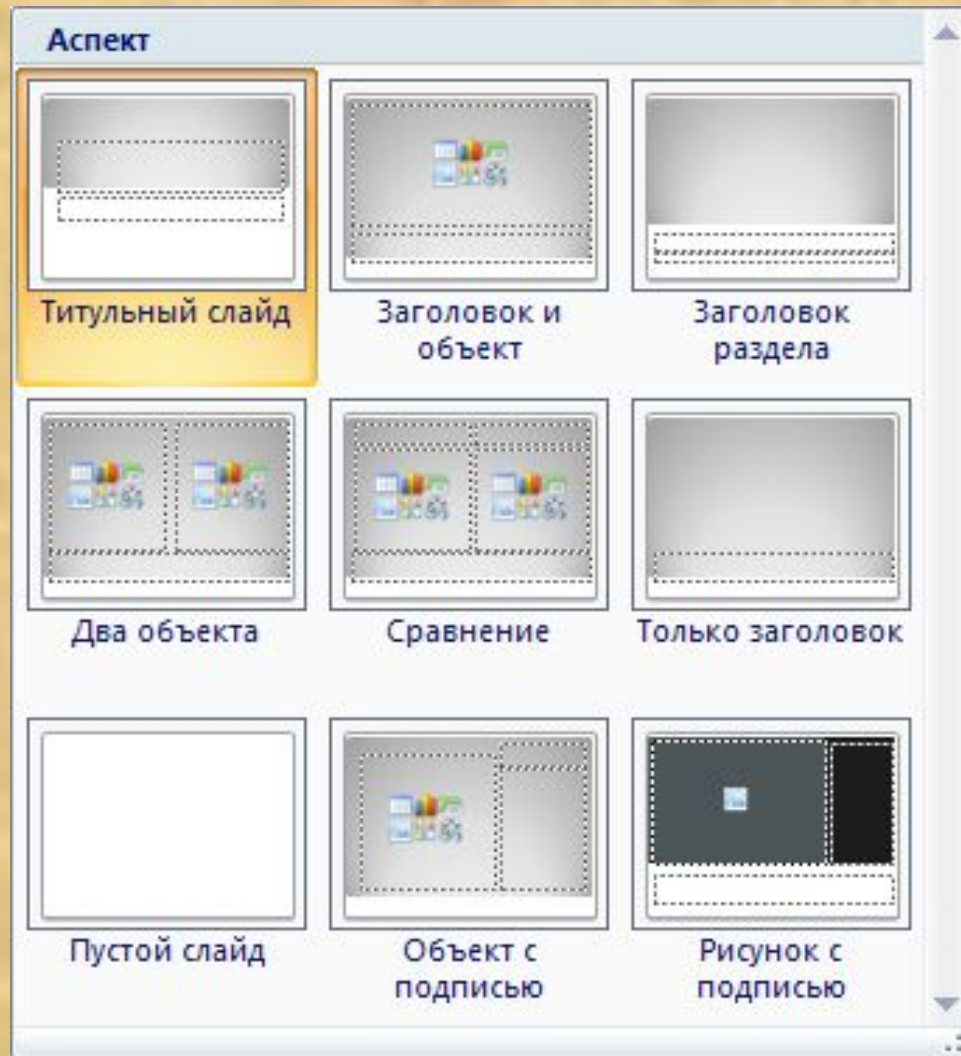 Аспект
Титульный слайд
Заголовок и
объект
Заголовок
раздела
Два объекта
Сравнение
Только заголовок
Пустой слайд
Объект с
подписью
Рисунок с
подписью